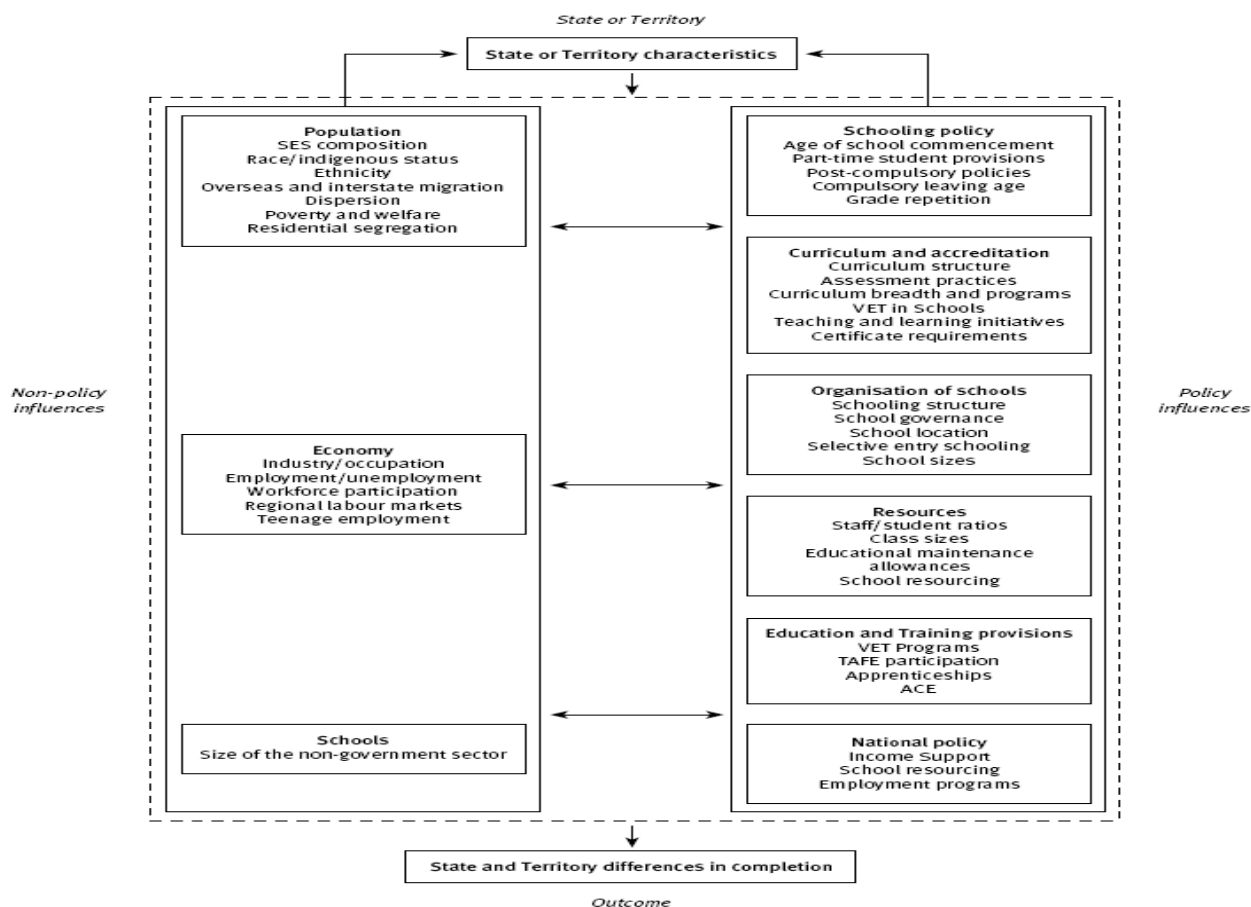 State or Territory
State or Territory characteristics
Population
SES composition
Race/indigenous status
Ethnicity
Overseas and interstate migration
Dispersion
Poverty and welfare
Residential segregation
Economy
Industry/occupation
Employment/unemployment
Workforce participation
Regional labour markets
Teenage employment
Schools
Size of the non-government sector
Non-policy
influences
Schooling policy
Age of school commencement
Part-time student provisions
Post-compulsory policies
Compulsory leaving age
Grade repetition
Curriculum and accreditation
Curriculum structure
Assessment practices
Curriculum breadth and programs
VET in Schools
Teaching and learning initiatives
Certificate requirements
Organisation of schools
Schooling structure
School governance
School location
Selective entry schooling
School sizes
Resources
Staff/student ratios
Class sizes
Educational maintenance
allowances
School resourcing
Education and Training provisions
VET Programs
TAFE participation
Apprenticeships
ACE
National policy
Income Support
School resourcing
Employment programs
Policy
influences
State and Territory differences in completion
Outcome